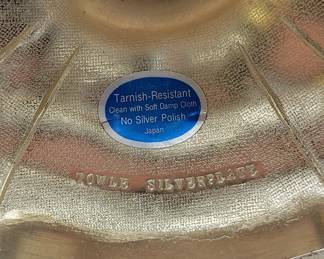 Tarnish-Resistant
Clean with Soft Damp Cloth
No Silver Polish
Japan
TOWLE SILVERPLATE